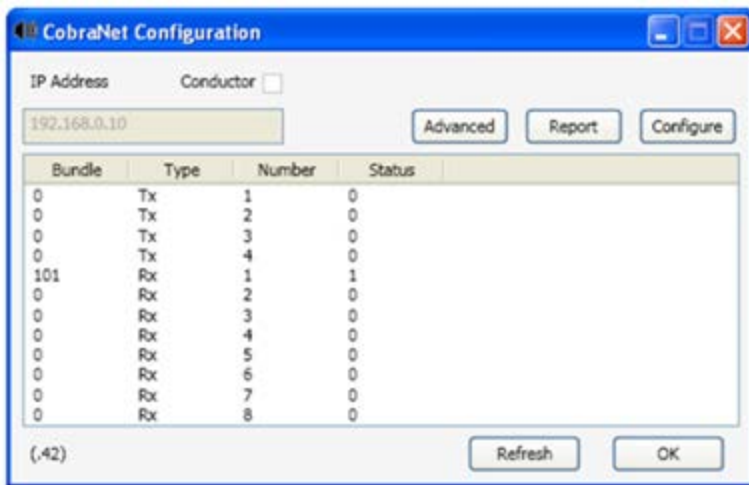 CobraNet Configuration
IP Address Conductor
192.168.0.10 Advanced Report Configure
Bundle Type Number Status
0 Tx 1 0
0 Tx 2 0
0 Tx 3 0
0 Tx 4 0
101 Rx 1 1
0 Rx 2 0
0 Rx 3 0
0 Rx 4 0
0 Rx 5 0
0 Rx 6 0
0 Rx 7 0
0 Rx 8 0
(.42) Refresh OK